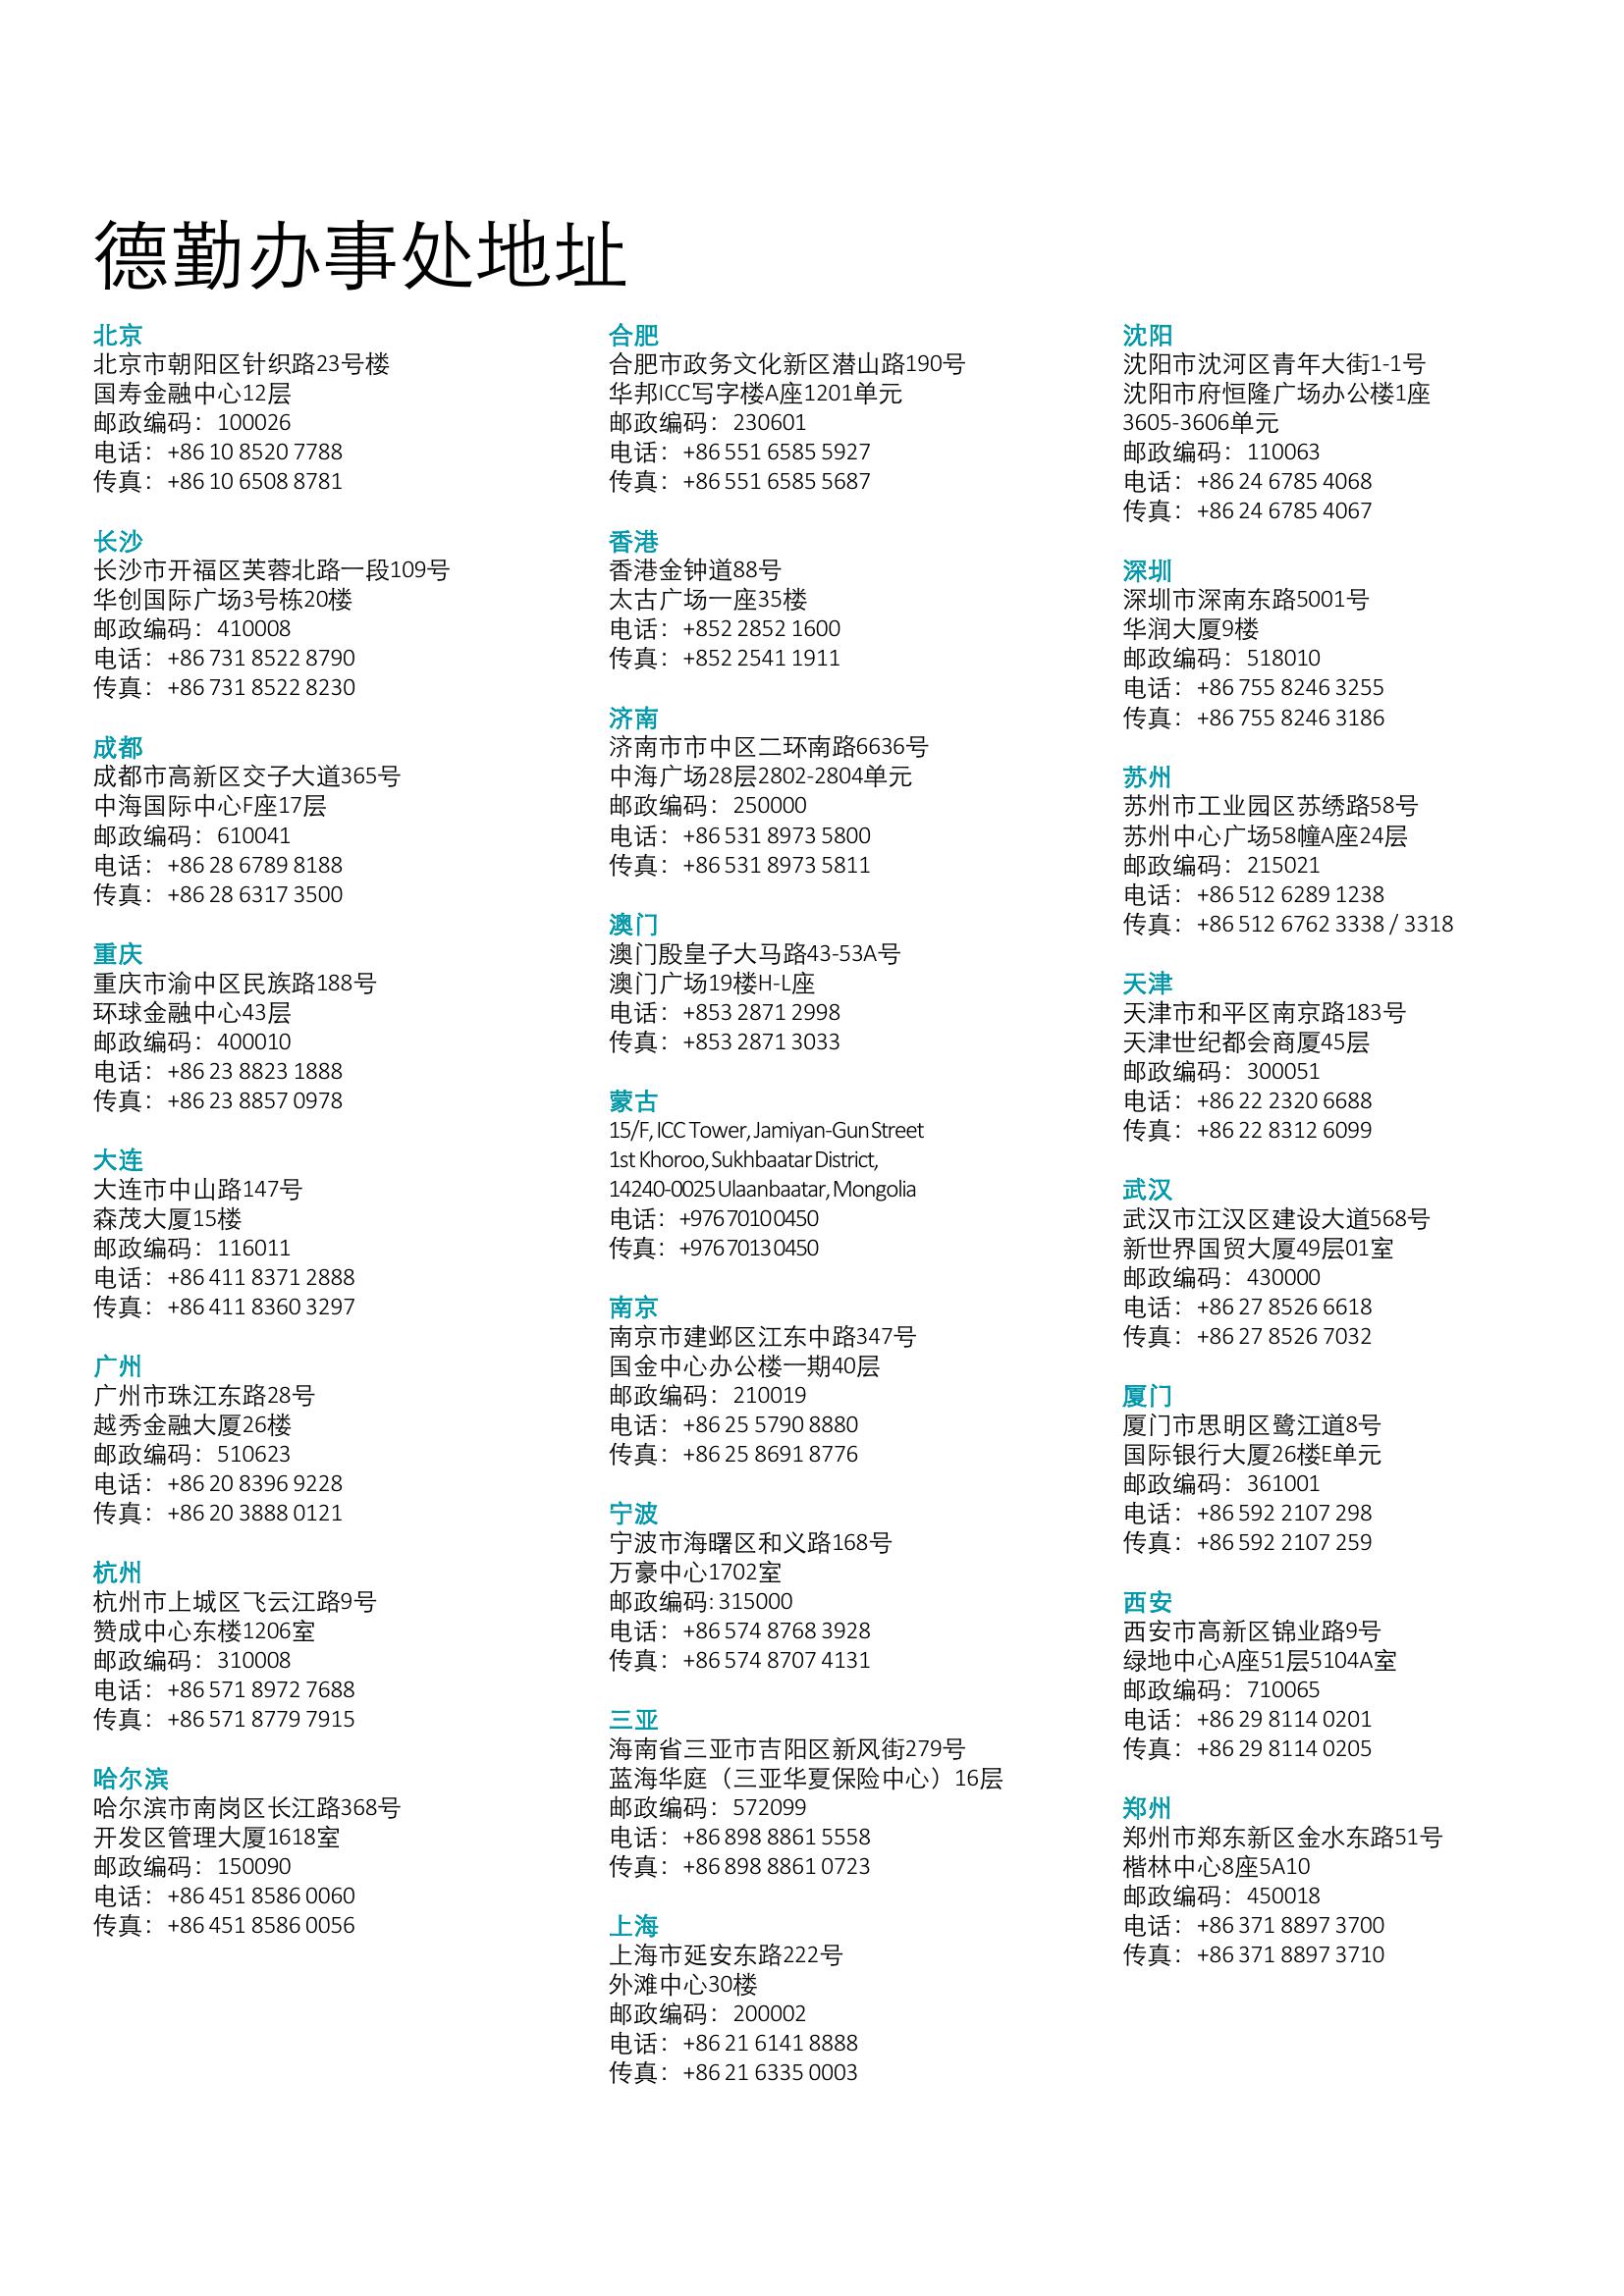 德勤办事处地址
北京
北京市朝阳区针织路23号楼
国寿金融中心12层
邮政编码：100026
电话：+86 10 8520 7788
传真：+86 10 6508 8781
长沙
长沙市开福区芙蓉北路一段109号
华创国际广场3号栋20楼
邮政编码：410008
电话：+86 731 8522 8790
传真：+86 731 8522 8230
成都
成都市高新区交子大道365号
中海国际中心F座17层
邮政编码：610041
电话：+86 28 6789 8188
传真：+86 28 6317 3500
重庆
重庆市渝中区民族路188号
环球金融中心43层
邮政编码：400010
电话：+86 23 8823 1888
传真：+86 23 8857 0978
大连
大连市中山路147号
森茂大厦15楼
邮政编码：116011
电话：+86 411 8371 2888
传真：+86 411 8360 3297
广州
广州市珠江东路28号
越秀金融大厦26楼
邮政编码：510623
电话：+86 20 8396 9228
传真：+86 20 3888 0121
杭州
杭州市上城区飞云江路9号
赞成中心东楼1206室
邮政编码：310008
电话：+86 571 8972 7688
传真：+86 571 8779 7915
哈尔滨
哈尔滨市南岗区长江路368号
开发区管理大厦1618室
邮政编码：150090
电话：+86 451 8586 0060
传真：+86 451 8586 0056
合肥
合肥市政务文化新区潜山路190号
华邦ICC写字楼A座1201单元
邮政编码：230601
电话：+86 551 6585 5927
传真：+86 551 6585 5687
香港
香港金钟道88号
太古广场一座35楼
电话：+852 2852 1600
传真：+852 2541 1911
济南
济南市市中区二环南路6636号
中海广场28层2802-2804单元
邮政编码：250000
电话：+86 531 8973 5800
传真：+86 531 8973 5811
澳门
澳门殷皇子大马路43-53A号
澳门广场19楼H-L座
电话：+853 2871 2998
传真：+853 2871 3033
蒙古
15/F, ICC Tower, Jamiyan-Gun Street
1st Khoroo, Sukhbaatar District,
14240-0025 Ulaanbaatar, Mongolia
电话：+976 7010 0450
传真：+976 7013 0450
南京
南京市建邺区江东中路347号
国金中心办公楼一期40层
邮政编码：210019
电话：+86 25 5790 8880
传真：+86 25 8691 8776
宁波
宁波市海曙区和义路168号
万豪中心1702室
邮政编码: 315000
电话：+86 574 8768 3928
传真：+86 574 8707 4131
三亚
海南省三亚市吉阳区新风街279号
蓝海华庭（三亚华夏保险中心）16层
邮政编码：572099
电话：+86 898 8861 5558
传真：+86 898 8861 0723
上海
上海市延安东路222号
外滩中心30楼
邮政编码：200002
电话：+86 21 6141 8888
传真：+86 21 6335 0003
沈阳
沈阳市沈河区青年大街1-1号
沈阳市府恒隆广场办公楼1座
3605-3606单元
邮政编码：110063
电话：+86 24 6785 4068
传真：+86 24 6785 4067
深圳
深圳市深南东路5001号
华润大厦9楼
邮政编码：518010
电话：+86 755 8246 3255
传真：+86 755 8246 3186
苏州
苏州市工业园区苏绣路58号
苏州中心广场58幢A座24层
邮政编码：215021
电话：+86 512 6289 1238
传真：+86 512 6762 3338 / 3318
天津
天津市和平区南京路183号
天津世纪都会商厦45层
邮政编码：300051
电话：+86 22 2320 6688
传真：+86 22 8312 6099
武汉
武汉市江汉区建设大道568号
新世界国贸大厦49层01室
邮政编码：430000
电话：+86 27 8526 6618
传真：+86 27 8526 7032
厦门
厦门市思明区鹭江道8号
国际银行大厦26楼E单元
邮政编码：361001
电话：+86 592 2107 298
传真：+86 592 2107 259
西安
西安市高新区锦业路9号
绿地中心A座51层5104A室
邮政编码：710065
电话：+86 29 8114 0201
传真：+86 29 8114 0205
郑州
郑州市郑东新区金水东路51号
楷林中心8座5A10
邮政编码：450018
电话：+86 371 8897 3700
传真：+86 371 8897 3710